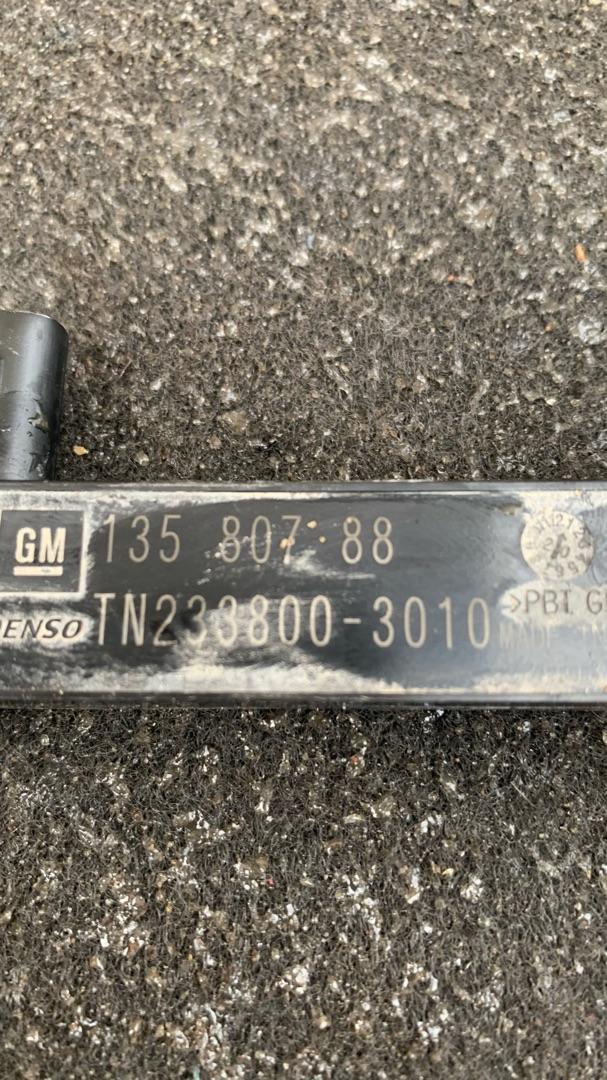 GM 135 807 88
DENSO TN233800-3010
>PBT G